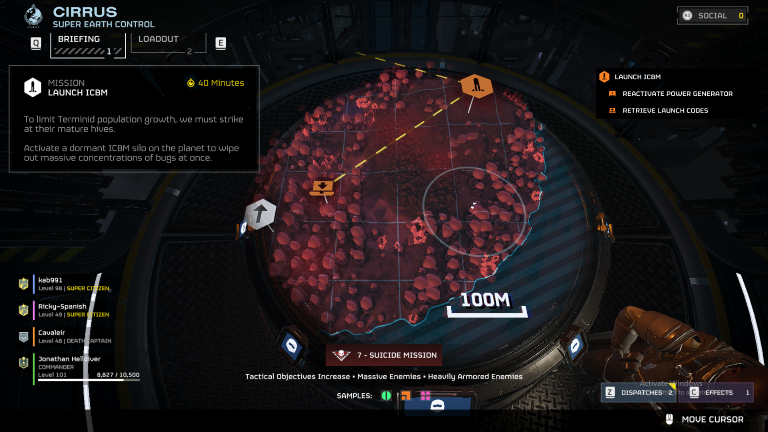 CIRRUS
SUPER EARTH CONTROL
Q
BRIEFING
1
LOADOUT
2
E
SOCIAL 0
MISSION
LAUNCH ICBM
40 Minutes
To limit Terminid population growth, we must strike
at their mature hives.
Activate a dormant ICBM silo on the planet to wipe
out massive concentrations of bugs at once.
LAUNCH ICBM
REACTIVATE POWER GENERATOR
RETRIEVE LAUNCH CODES
100M
kab991
Level 98 | SUPER CITIZEN
Ricky-Spanish
Level 49 | SUPER CITIZEN
Cavaleir
Level 48 | DEATH CAPTAIN
Jonathan Helldiver
COMMANDER
Level 101 8,827 / 10,500
7 - SUICIDE MISSION
Tactical Objectives Increase • Massive Enemies • Heavily Armored Enemies
SAMPLES:
Activate Windows
Z DISPATCHES 2
C EFFECTS 1
MOVE CURSOR